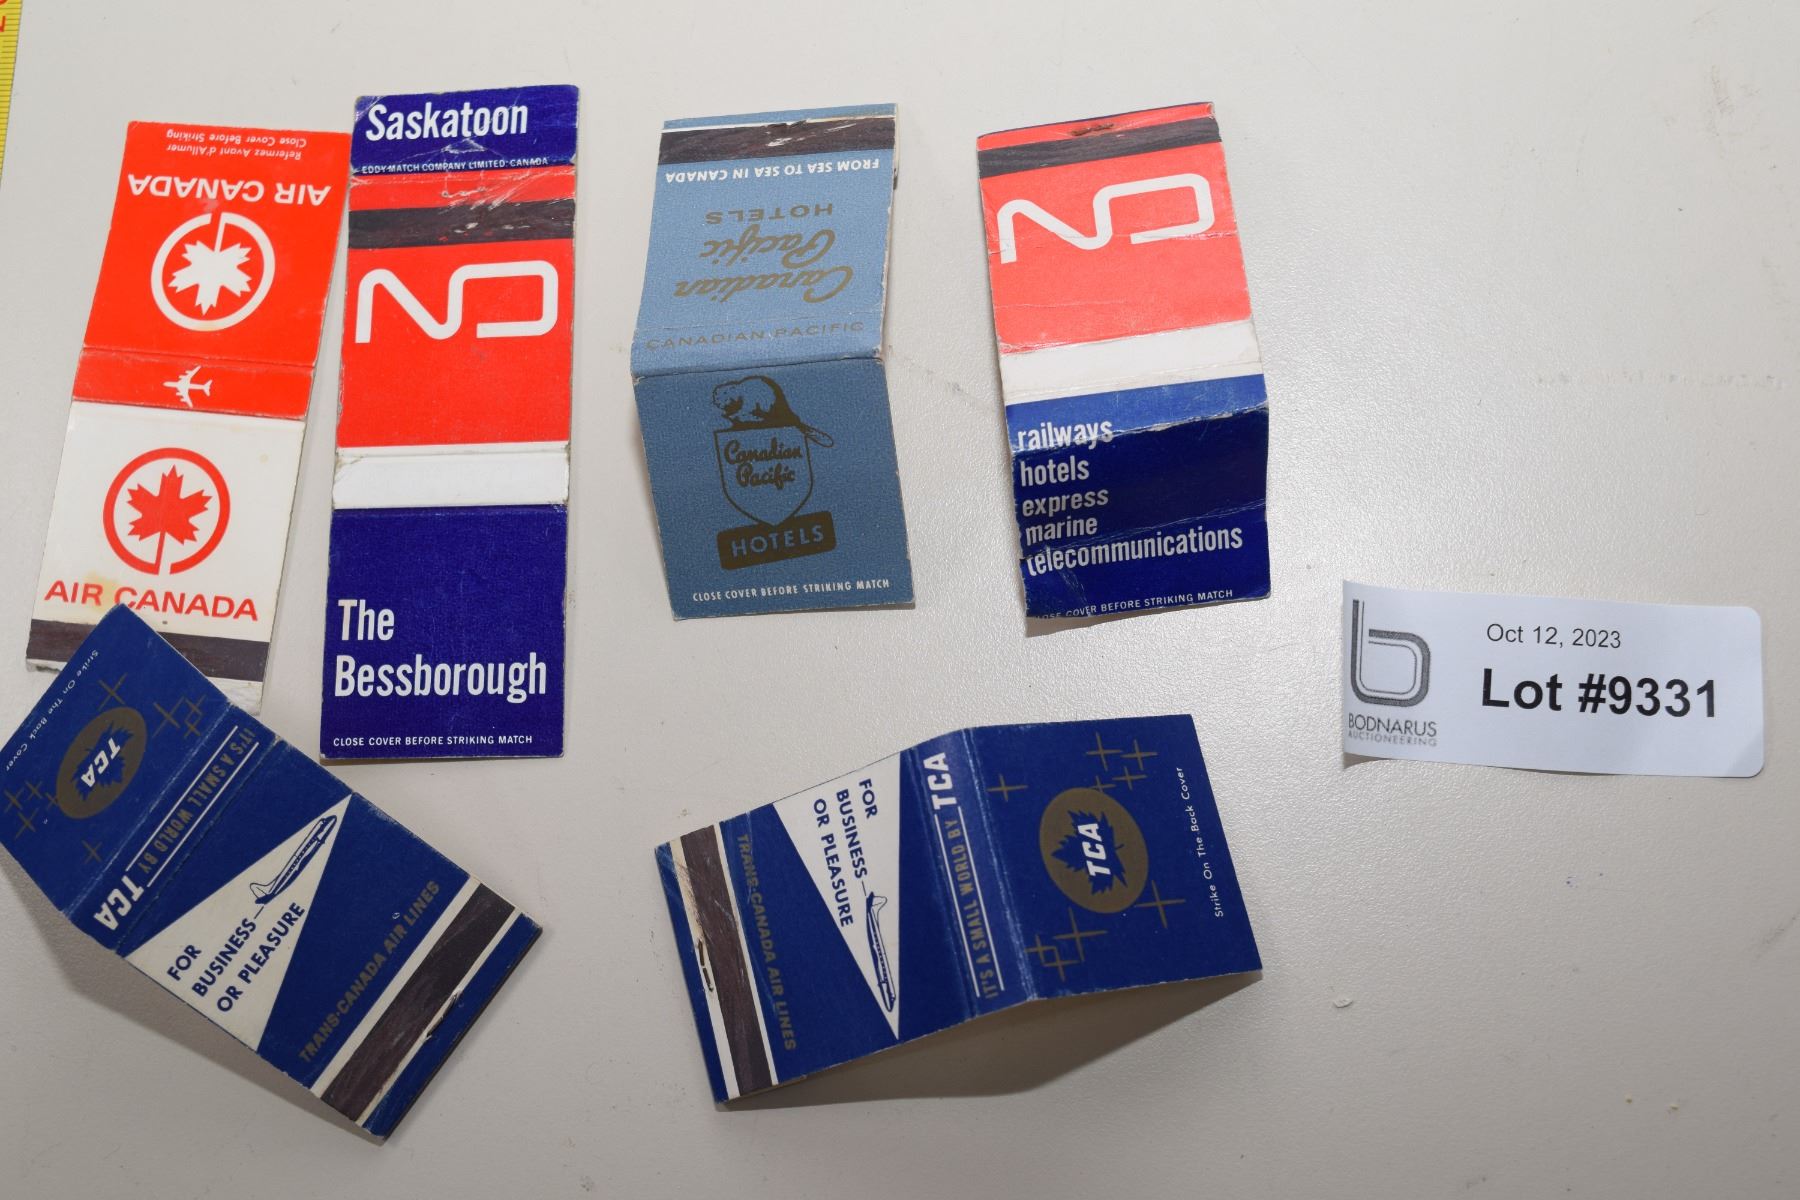 Close Cover Before Striking
Refermez Avant d'Allumer
AIR CANADA
AIR CANADA
Saskatoon
EDDY MATCH COMPANY LIMITED·CANADA
CN
The
Bessborough
CLOSE COVER BEFORE STRIKING MATCH
FROM SEA TO SEA IN CANADA
Canadian
Pacific
HOTELS
CANADIAN PACIFIC
Canadian
Pacific
HOTELS
CLOSE COVER BEFORE STRIKING MATCH
CN
railways
hotels
express
marine
telecommunications
CLOSE COVER BEFORE STRIKING MATCH
Strike On The Back Cover
TCA
IT'S A SMALL WORLD BY TCA
FOR
BUSINESS
OR PLEASURE
TRANS-CANADA AIR LINES
TRANS-CANADA AIR LINES
FOR
BUSINESS
OR PLEASURE
IT'S A SMALL WORLD BY TCA
TCA
Strike On The Back Cover
b
BODNARUS
AUCTIONEERING
Oct 12, 2023
Lot #9331